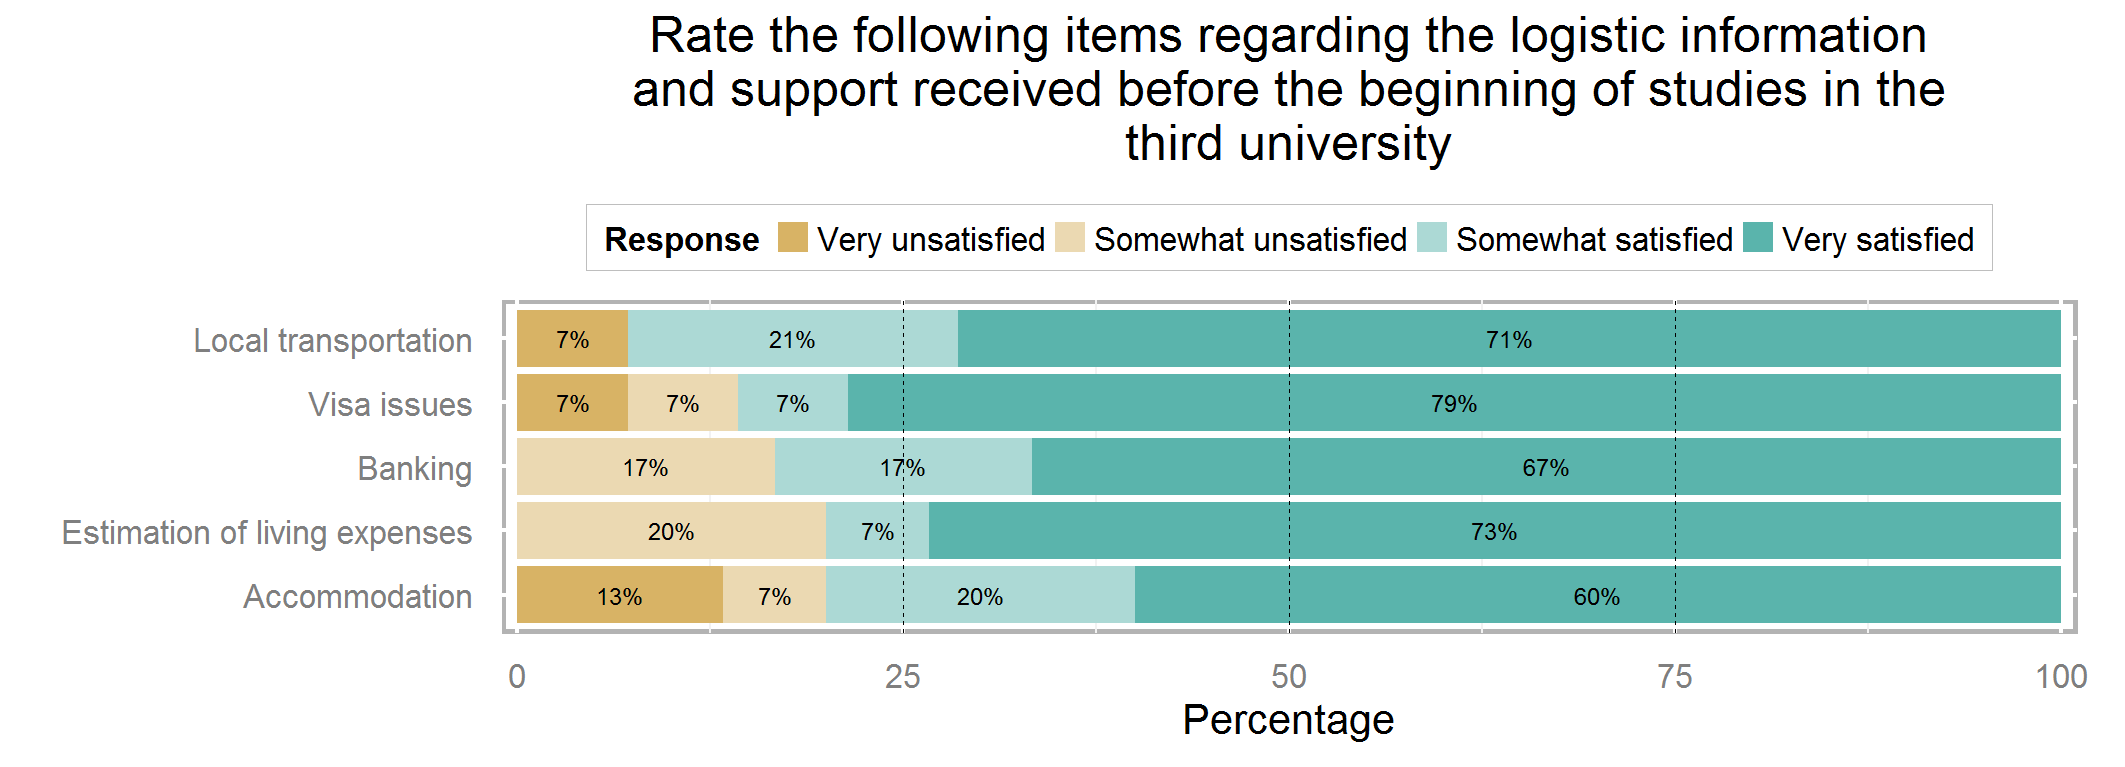 Rate the following items regarding the logistic information
and support received before the beginning of studies in the
third university
Response Very unsatisfied Somewhat unsatisfied Somewhat satisfied Very satisfied
Local transportation 7% 21% 71%
Visa issues 7% 7% 7% 79%
Banking 17% 17% 67%
Estimation of living expenses 20% 7% 73%
Accommodation 13% 7% 20% 60%
0 25 50 75 100
Percentage